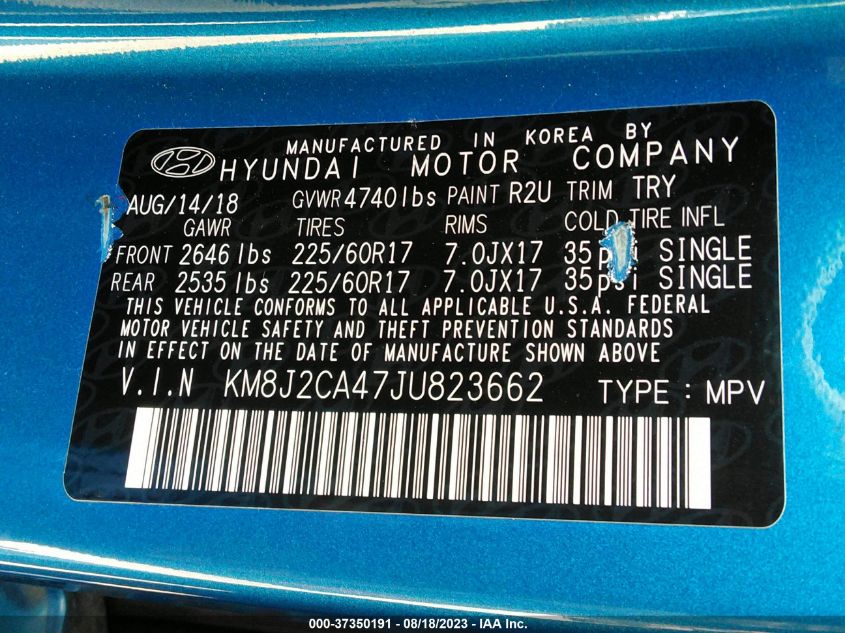 MANUFACTURED IN KOREA BY
HYUNDAI MOTOR COMPANY
AUG/14/18 GVWR 4740lbs PAINT R2U TRIM TRY
GAWR TIRES RIMS COLD TIRE INFL
FRONT 2646 lbs 225/60R17 7.0JX17 35psi SINGLE
REAR 2535 lbs 225/60R17 7.0JX17 35psi SINGLE
THIS VEHICLE CONFORMS TO ALL APPLICABLE U.S.A. FEDERAL
MOTOR VEHICLE SAFETY AND THEFT PREVENTION STANDARDS
IN EFFECT ON THE DATE OF MANUFACTURE SHOWN ABOVE
V.I.N KM8J2CA47JU823662 TYPE : MPV
000-37350191 - 08/18/2023 - IAA Inc.